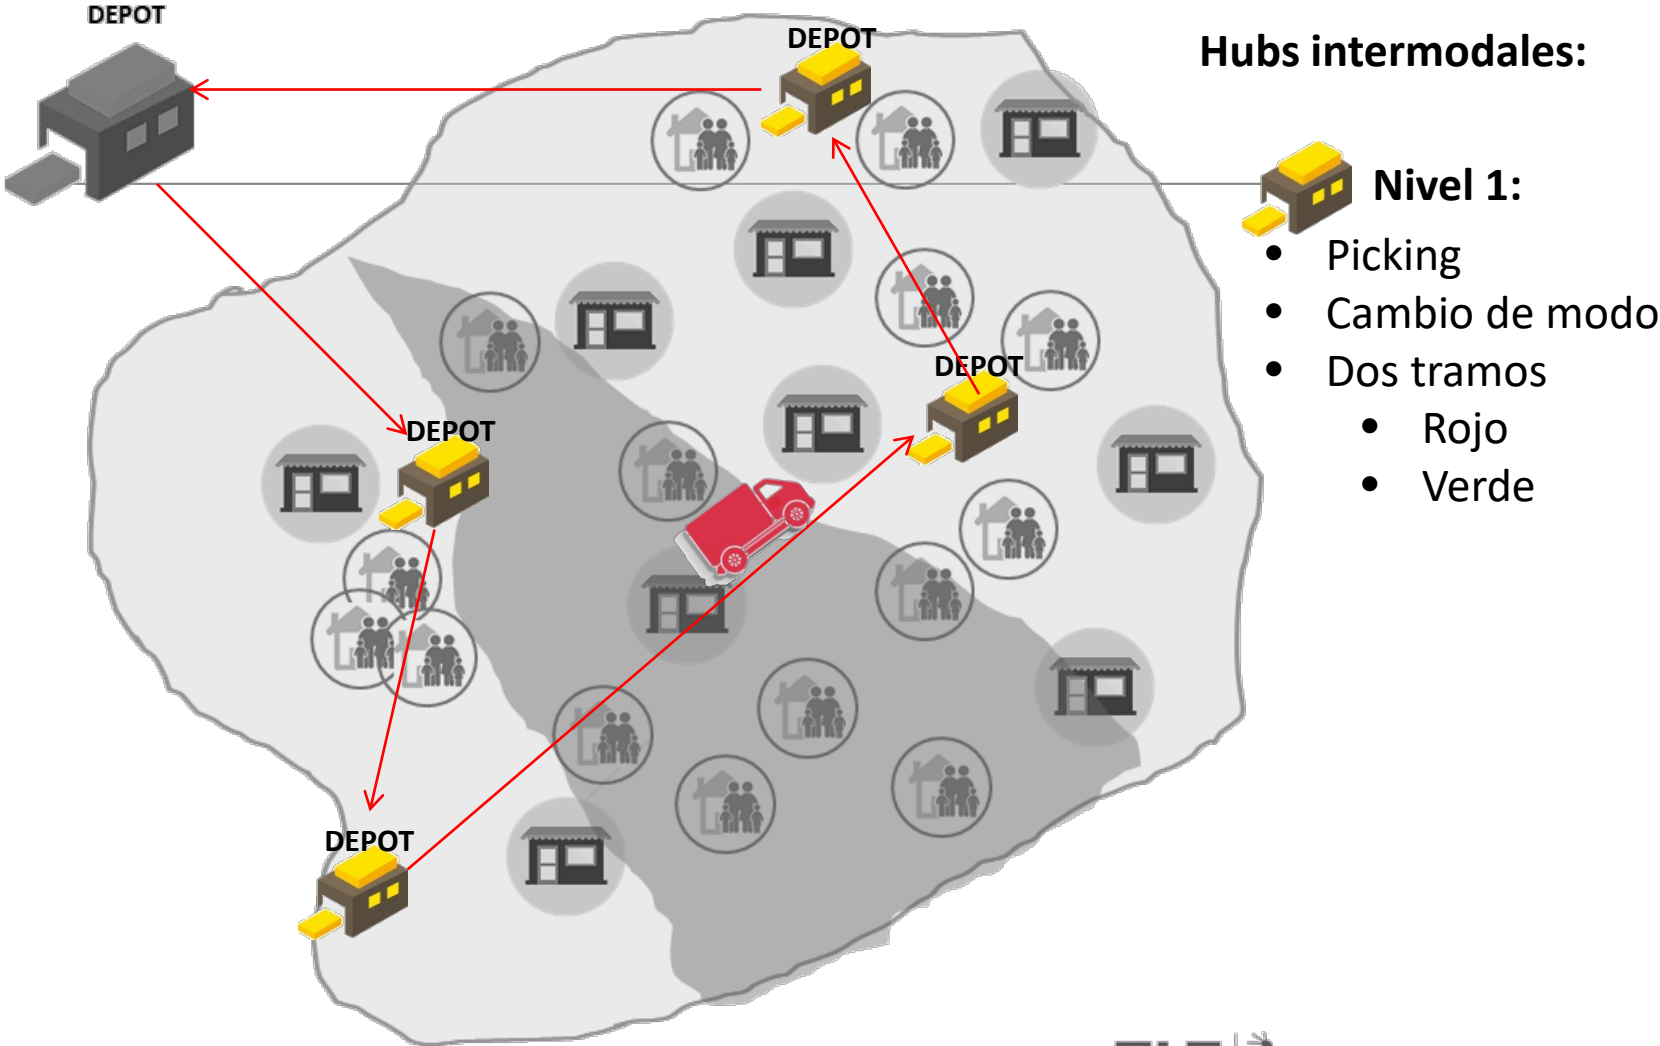 DEPOT
DEPOT
Hubs intermodales:
Nivel 1:
• Picking
• Cambio de modo
• Dos tramos
• Rojo
• Verde
DEPOT
DEPOT
DEPOT